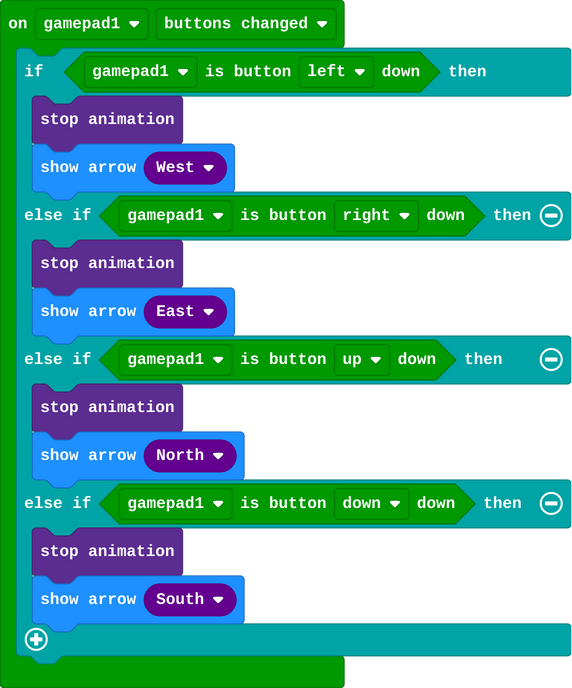 on gamepad1 buttons changed
if gamepad1 is button left down then
stop animation
show arrow West
else if gamepad1 is button right down then
stop animation
show arrow East
else if gamepad1 is button up down then
stop animation
show arrow North
else if gamepad1 is button down down then
stop animation
show arrow South